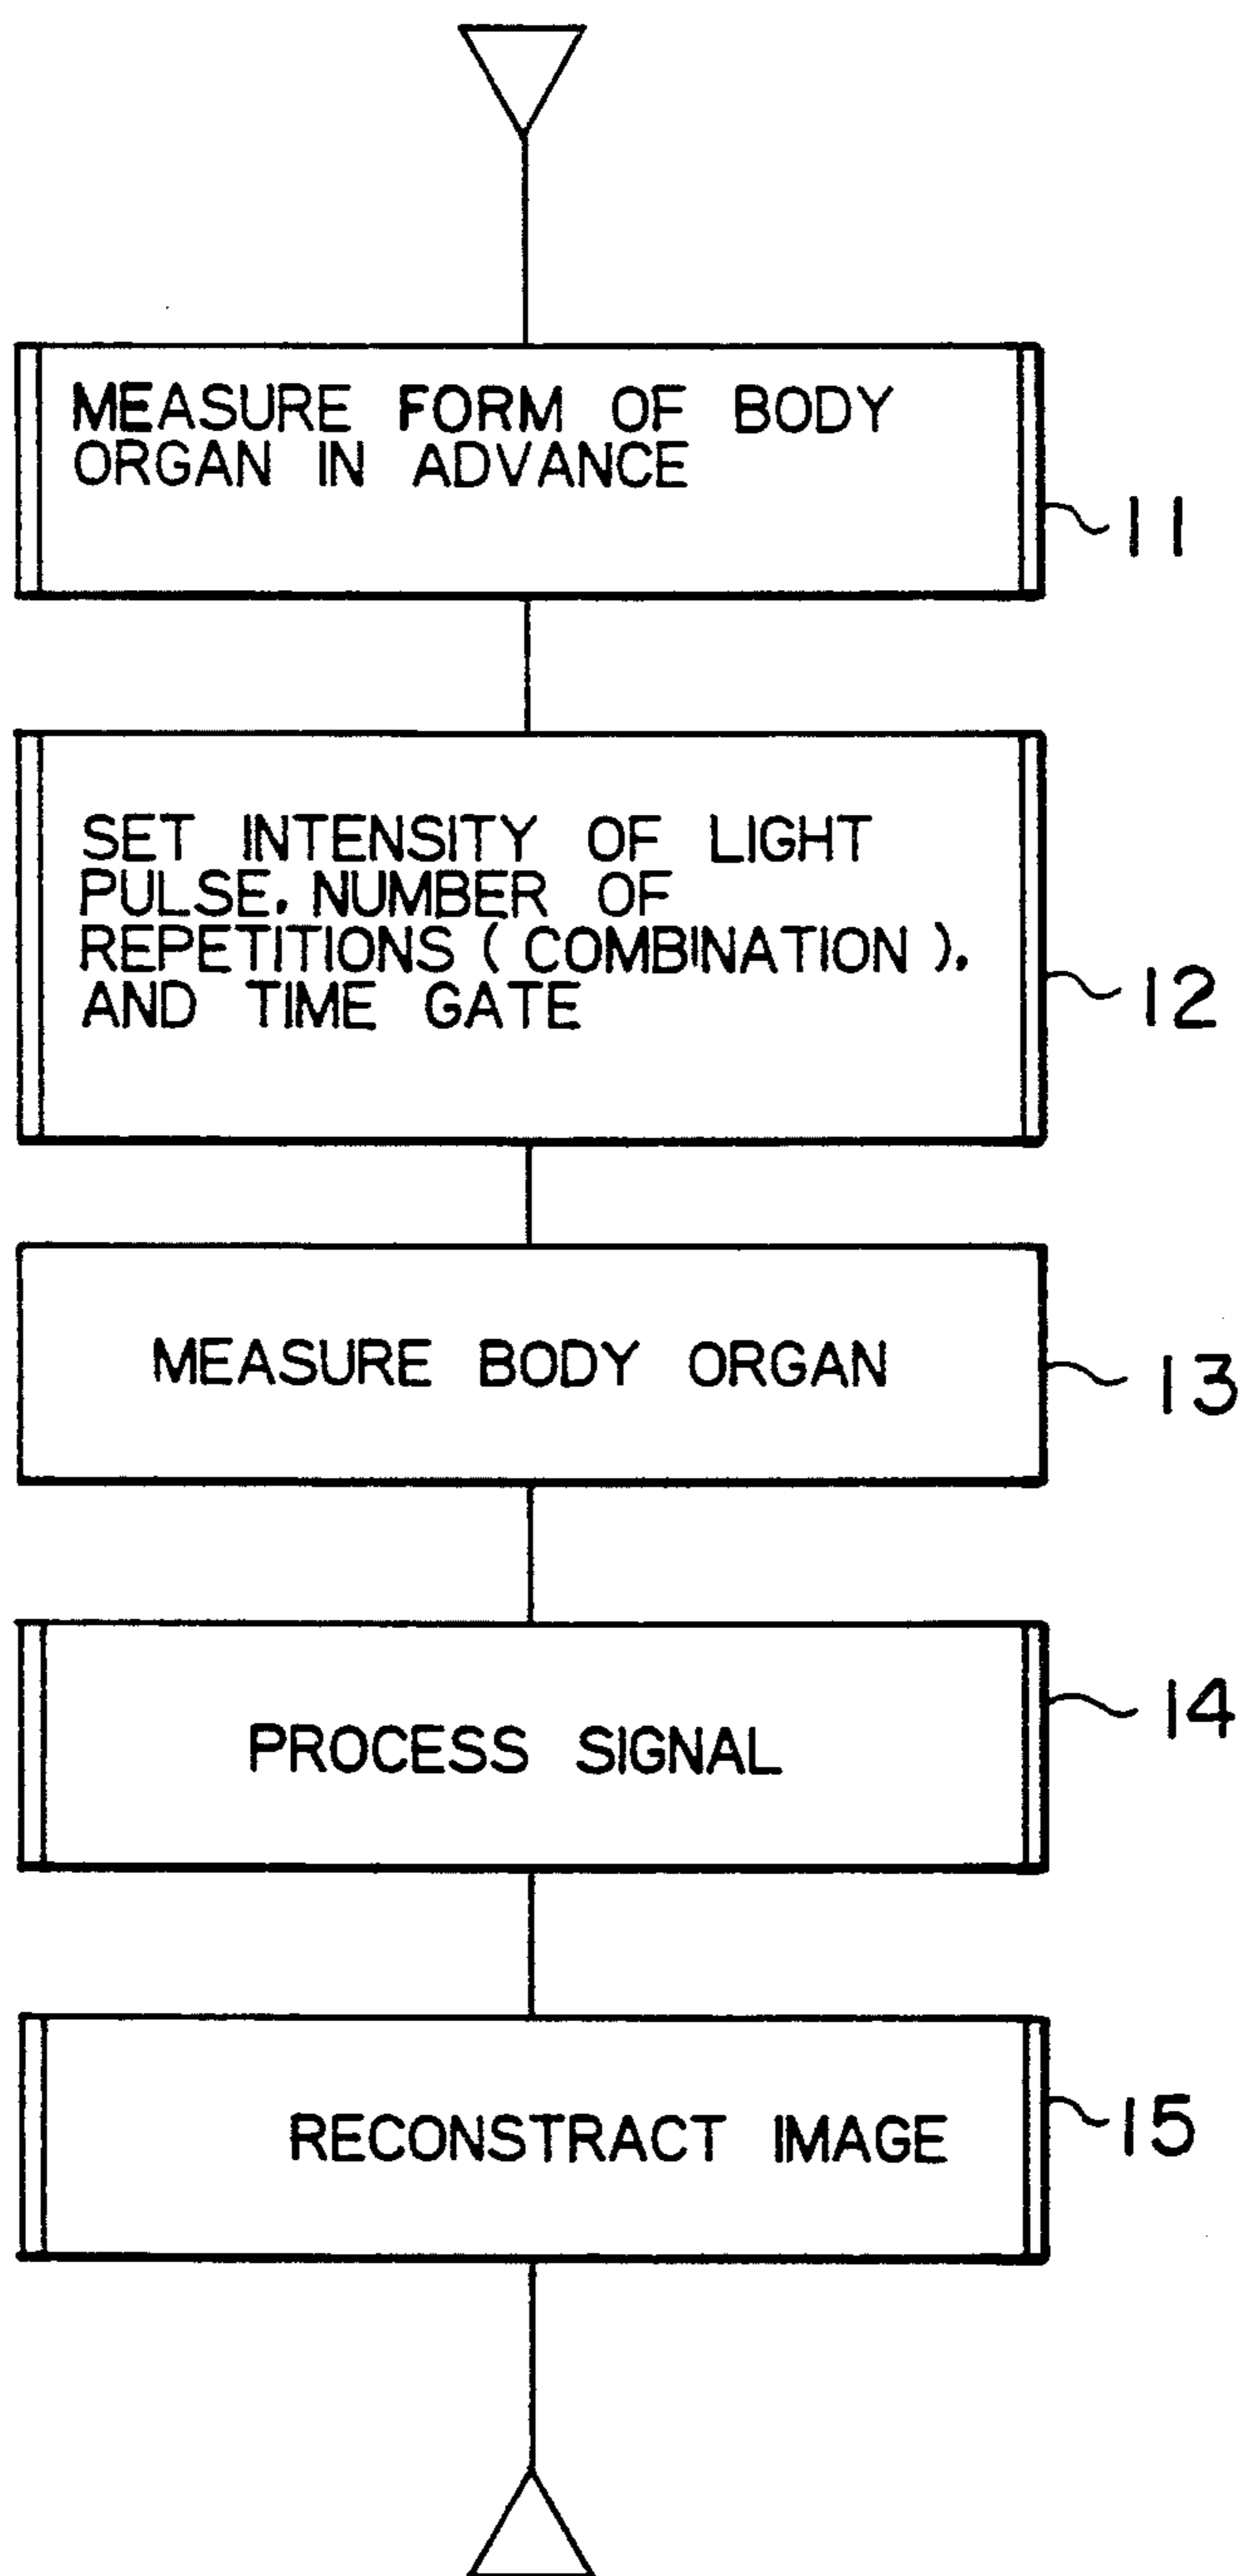 MEASURE FORM OF BODY
ORGAN IN ADVANCE
11
SET INTENSITY OF LIGHT
PULSE, NUMBER OF
REPETITIONS (COMBINATION),
AND TIME GATE
12
MEASURE BODY ORGAN
13
PROCESS SIGNAL
14
RECONSTRACT IMAGE
15